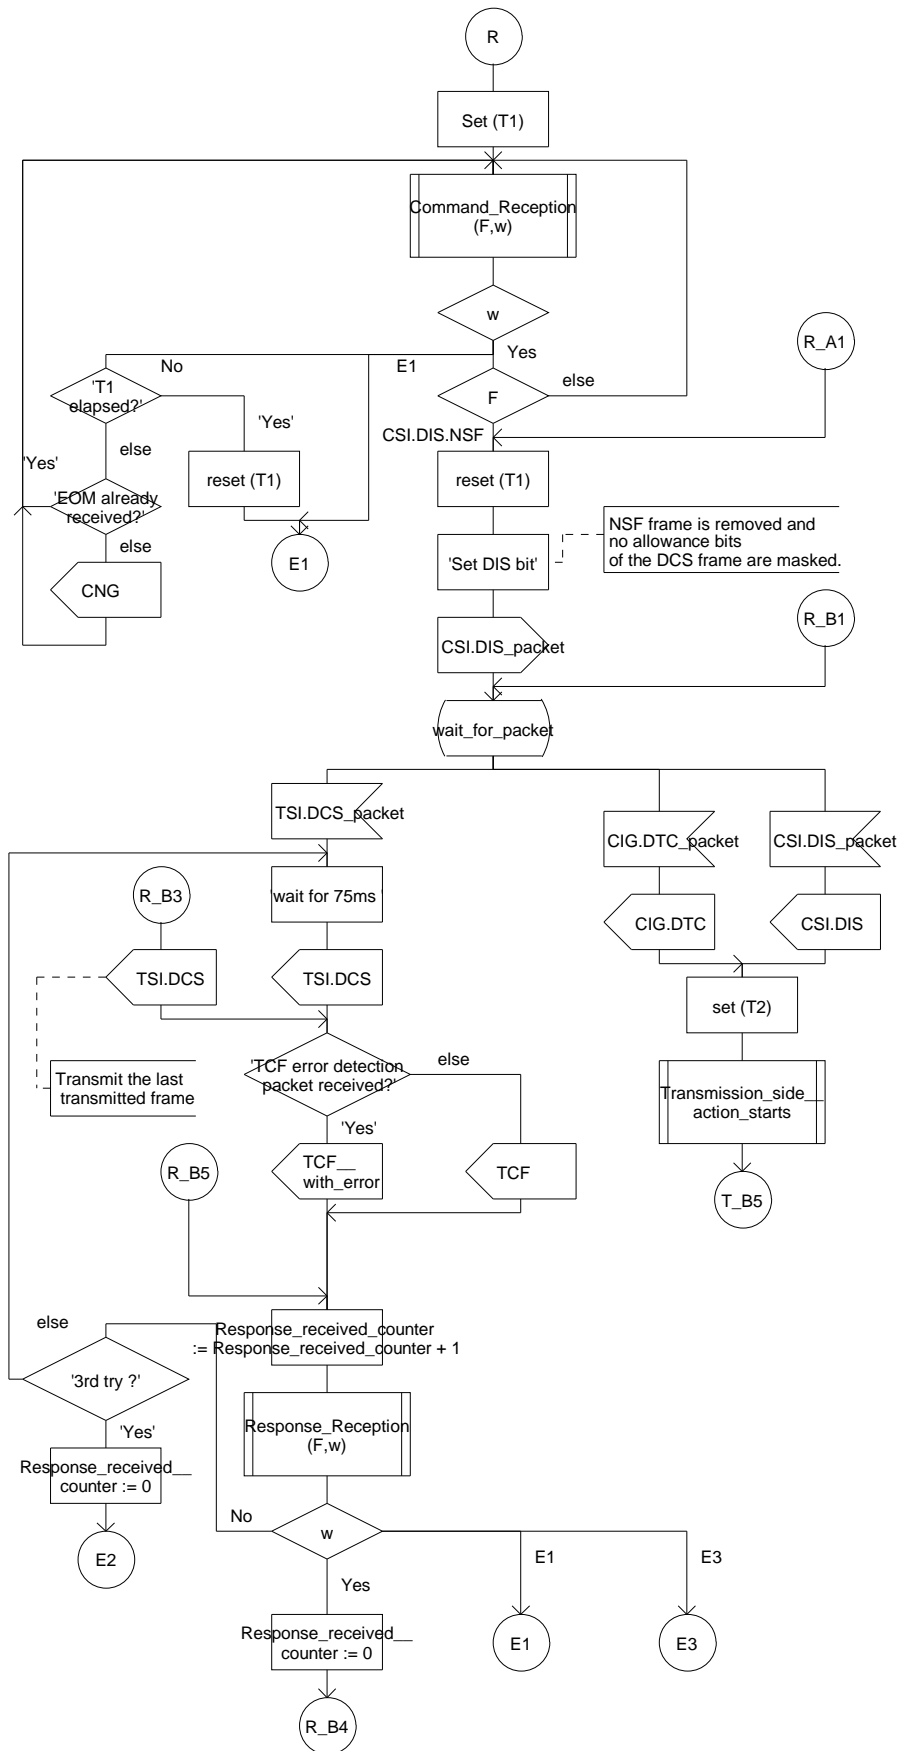 R
Set (T1)
Command_Reception
(F,w)
w
No
E1
Yes
R_A1
'T1
elapsed?'
F
else
'Yes'
CSI.DIS.NSF
else
'Yes'
reset (T1)
reset (T1)
'EOM already
received?'
NSF frame is removed and
no allowance bits
of the DCS frame are masked.
else
E1
'Set DIS bit'
CNG
R_B1
CSI.DIS_packet
wait_for_packet
TSI.DCS_packet
CIG.DTC_packet
CSI.DIS_packet
R_B3
'wait for 75ms '
CIG.DTC
CSI.DIS
TSI.DCS
TSI.DCS
set (T2)
'TCF error detection
packet received?'
else
Transmit the last
transmitted frame
Transmission_side__
action_starts
'Yes'
R_B5
TCF__
with_error
TCF
T_B5
else
Response_received_counter
:= Response_received_counter + 1
'3rd try ?'
'Yes'
Response_Reception
(F,w)
Response_received__
counter := 0
No
w
E2
E1
E3
Yes
Response_received__
counter := 0
E1
E3
R_B4